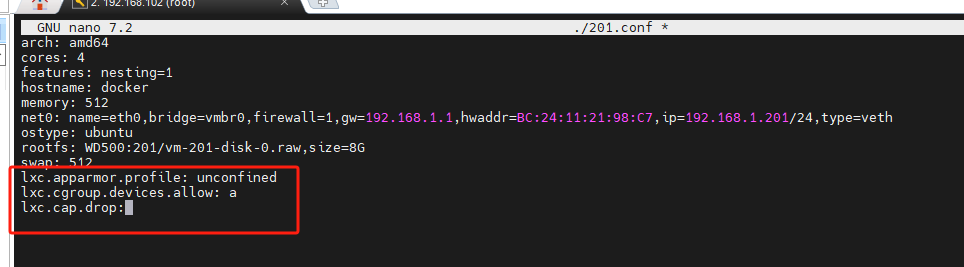 2. 192.168.102 (root)
GNU nano 7.2 ./201.conf *
arch: amd64
cores: 4
features: nesting=1
hostname: docker
memory: 512
net0: name=eth0,bridge=vmbr0,firewall=1,gw=192.168.1.1,hwaddr=BC:24:11:21:98:C7,ip=192.168.1.201/24,type=veth
ostype: ubuntu
rootfs: WD500:201/vm-201-disk-0.raw,size=8G
swap: 512
lxc.apparmor.profile: unconfined
lxc.cgroup.devices.allow: a
lxc.cap.drop: